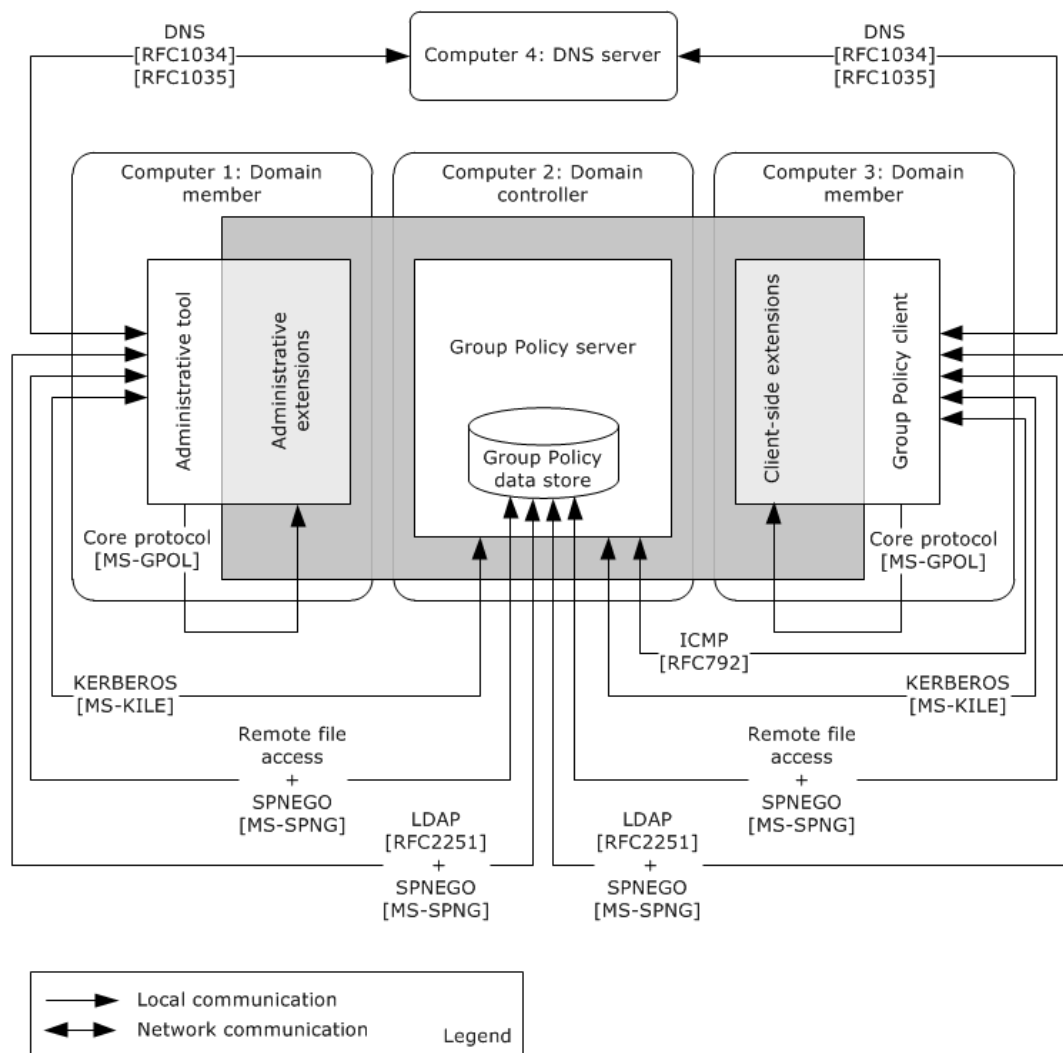 DNS
[RFC1034]
[RFC1035]
Computer 4: DNS server
DNS
[RFC1034]
[RFC1035]
Computer 1: Domain
member
Computer 2: Domain
controller
Computer 3: Domain
member
Administrative tool
Administrative
extensions
Group Policy server
Group Policy
data store
Client-side extensions
Group Policy client
Core protocol
[MS-GPOL]
Core protocol
[MS-GPOL]
ICMP
[RFC792]
KERBEROS
[MS-KILE]
KERBEROS
[MS-KILE]
Remote file
access
+
SPNEGO
[MS-SPNG]
Remote file
access
+
SPNEGO
[MS-SPNG]
LDAP
[RFC2251]
+
SPNEGO
[MS-SPNG]
LDAP
[RFC2251]
+
SPNEGO
[MS-SPNG]
Local communication
Network communication
Legend